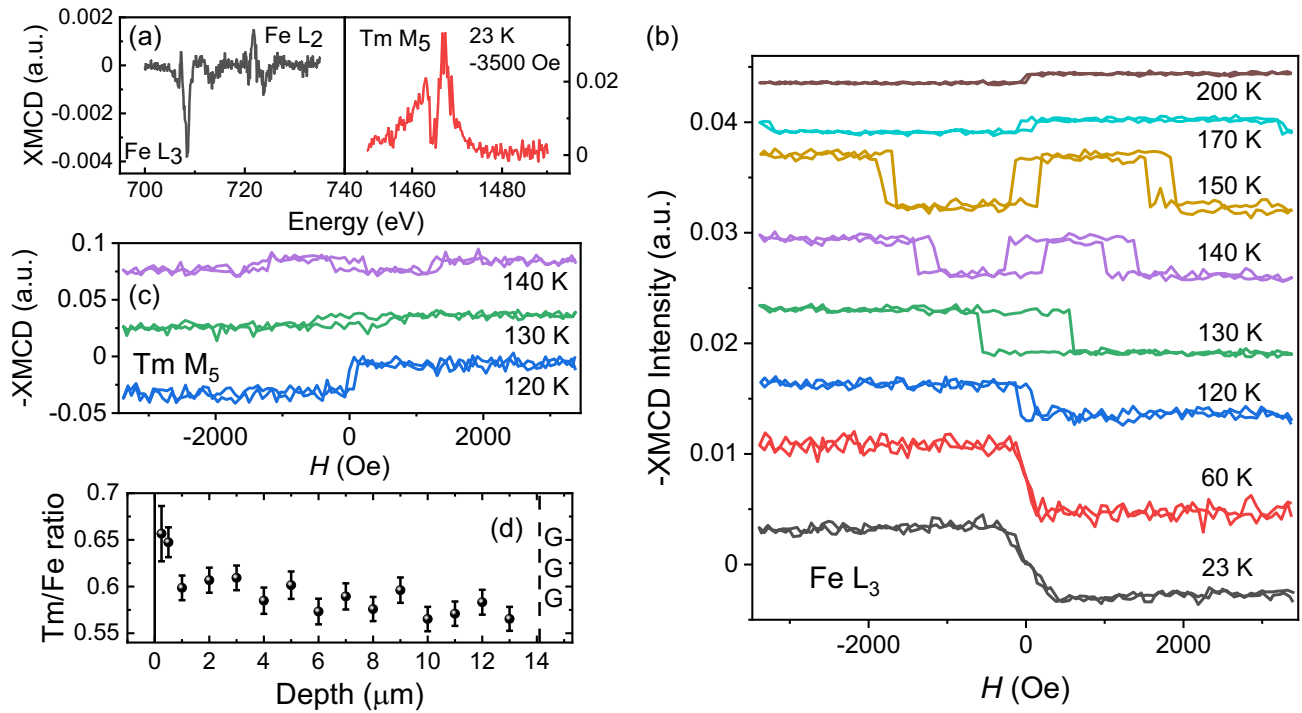 (a)
Fe L2
Fe L3
XMCD (a.u.)
0.002
0
-0.002
-0.004
700
720
740
Tm M5
23 K
-3500 Oe
0.02
0
1460
1480
Energy (eV)
(c)
-XMCD (a.u.)
0.1
0.05
0
-0.05
140 K
130 K
120 K
Tm M5
-2000
0
2000
H (Oe)
(d)
Tm/Fe ratio
0.7
0.65
0.6
0.55
G
G
G
0
2
4
6
8
10
12
14
Depth (μm)
(b)
-XMCD Intensity (a.u.)
0.04
0.03
0.02
0.01
0
200 K
170 K
150 K
140 K
130 K
120 K
60 K
23 K
Fe L3
-2000
0
2000
H (Oe)